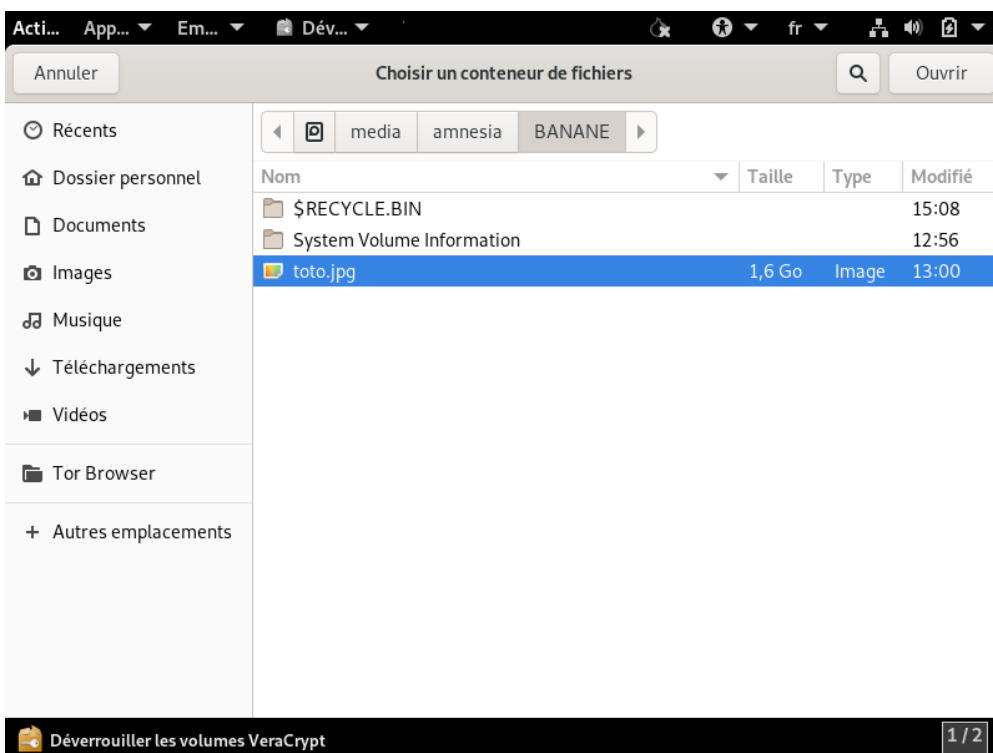 Acti... App... Em... Dév... fr
Annuler Choisir un conteneur de fichiers Ouvrir
Récents
Dossier personnel
Documents
Images
Musique
Téléchargements
Vidéos
Tor Browser
Autres emplacements
media amnesia BANANE
Nom Taille Type Modifié
$RECYCLE.BIN 15:08
System Volume Information 12:56
toto.jpg 1,6 Go Image 13:00
Déverrouiller les volumes VeraCrypt 1 / 2